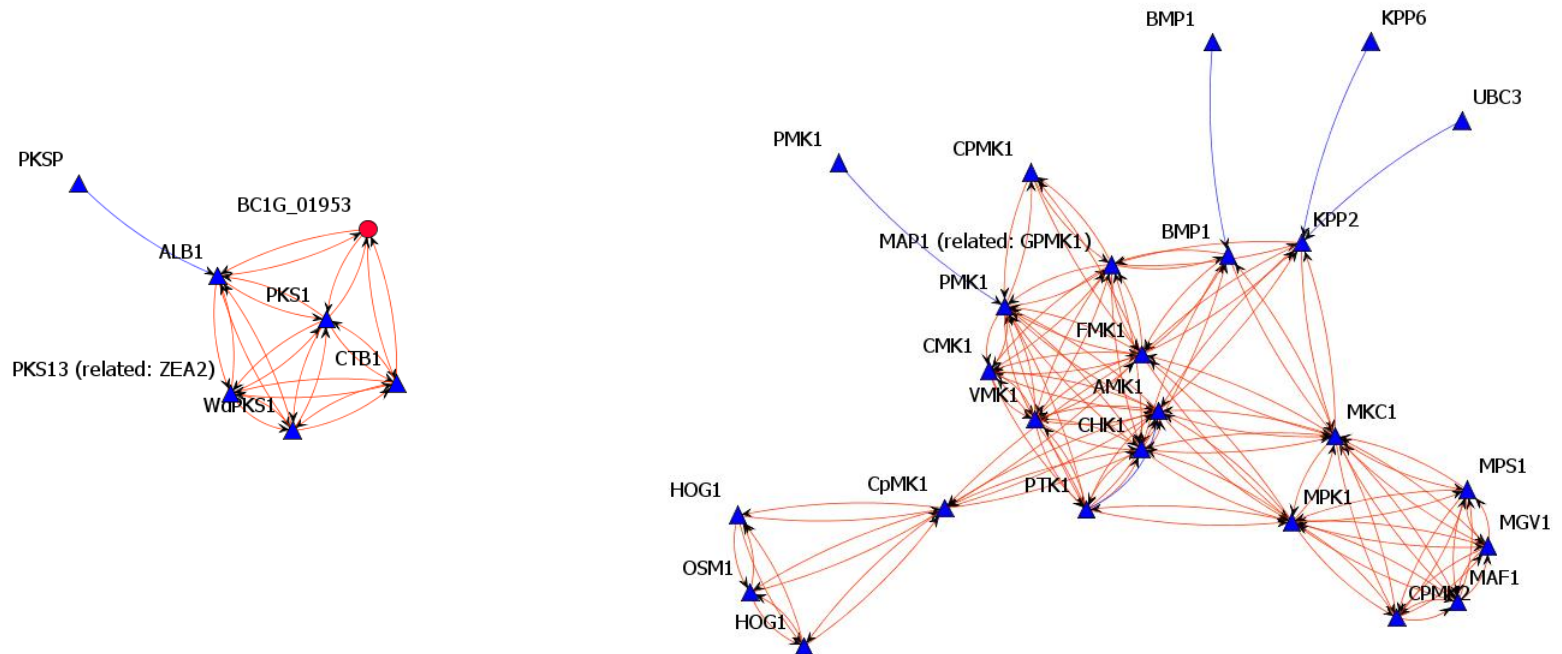 BMP1
KPP6
UBC3
PMK1
CPMK1
PKSP
BC1G_01953
ALB1
PKS1
CTB1
PKS13 (related: ZEA2)
WdPKS1
MAP1 (related: GPMK1)
BMP1
KPP2
PMK1
FMK1
CMK1
AMK1
VMK1
CHK1
MKC1
CpMK1
PTK1
MPK1
MPS1
HOG1
MGV1
OSM1
MAF1
CPMK2
HOG1